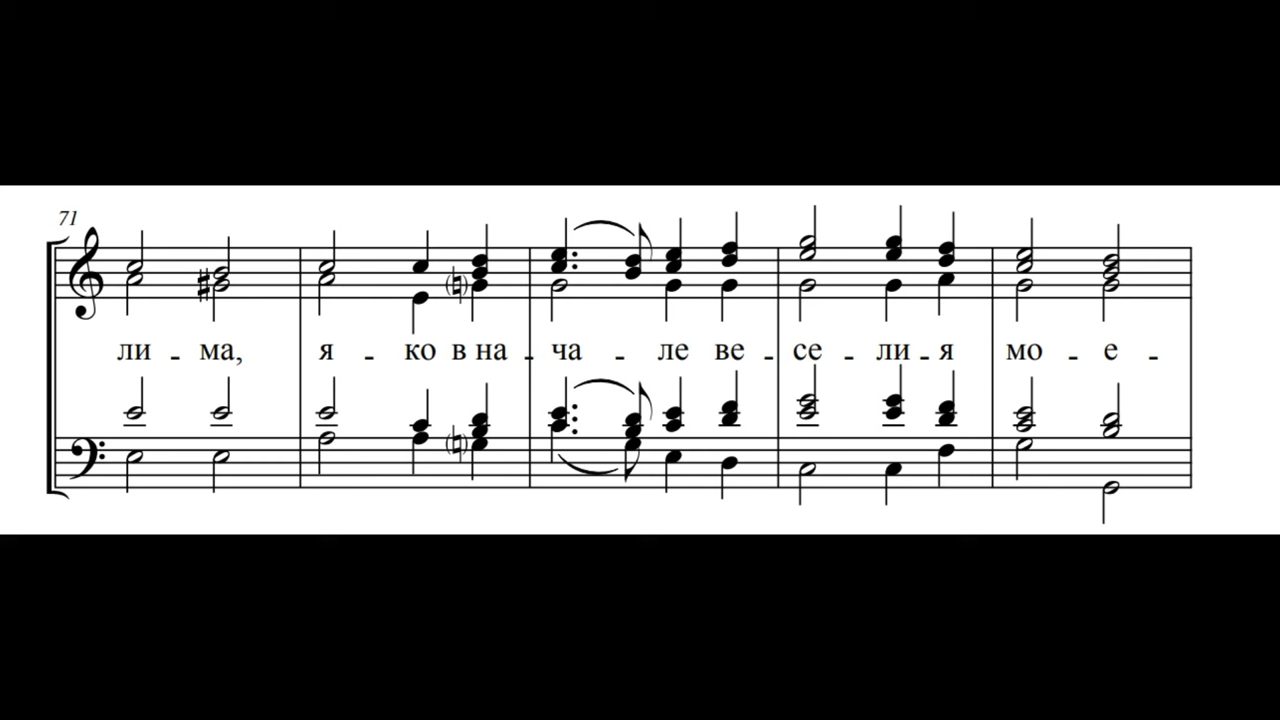 71
ли - ма, я - ко в на - ча - ле ве - се - ли - я мо - е -